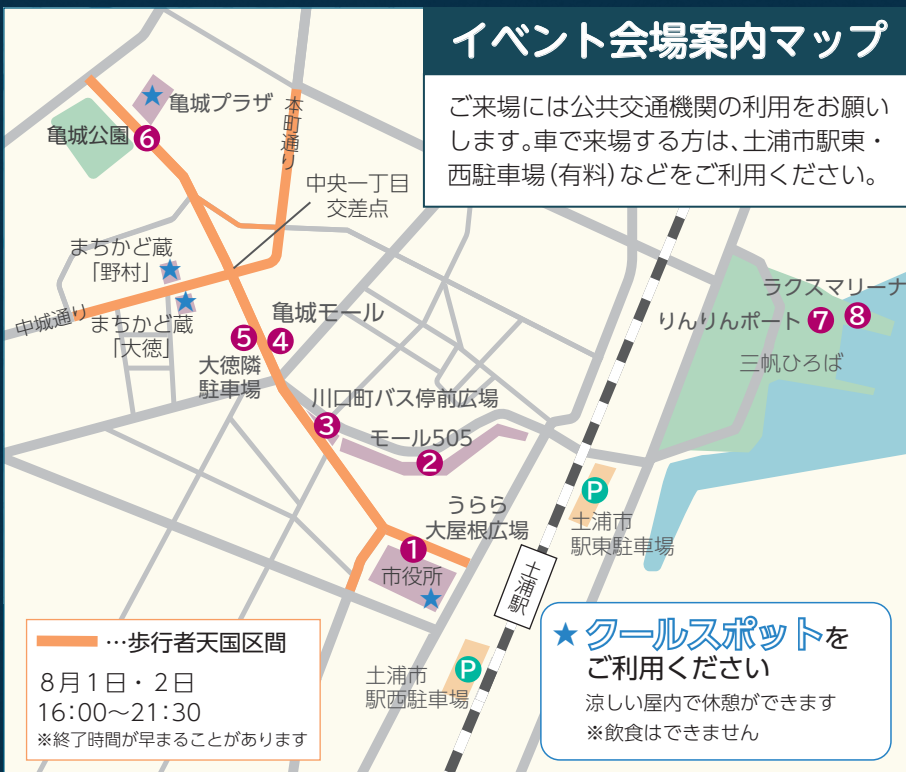 イベント会場案内マップ
ご来場には公共交通機関の利用をお願い
します。車で来場する方は、土浦市駅東・
西駐車場(有料)などをご利用ください。
亀城プラザ
本町通り
亀城公園
6
中央一丁目
交差点
まちかど蔵
「野村」
中城通り
まちかど蔵
「大徳」
亀城モール
5
4
大徳隣
駐車場
ラクスマリーナ
りんりんポート
7
8
三帆ひろば
川口町バス停前広場
3
モール505
2
うらら
大屋根広場
1
市役所
P
土浦市
駅東駐車場
土浦駅
P
土浦市
駅西駐車場
…歩行者天国区間
8月1日・2日
16:00〜21:30
※終了時間が早まることがあります
★クールスポットを
ご利用ください
涼しい屋内で休憩ができます
※飲食はできません